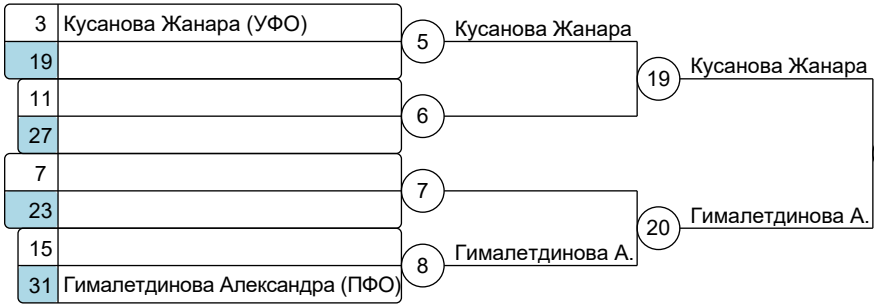 3 Кусанова Жанара (УФО)
19
11
27
7
23
15
31 Гималетдинова Александра (ПФО)
5 Кусанова Жанара
6
7
8 Гималетдинова А.
19 Кусанова Жанара
20 Гималетдинова А.